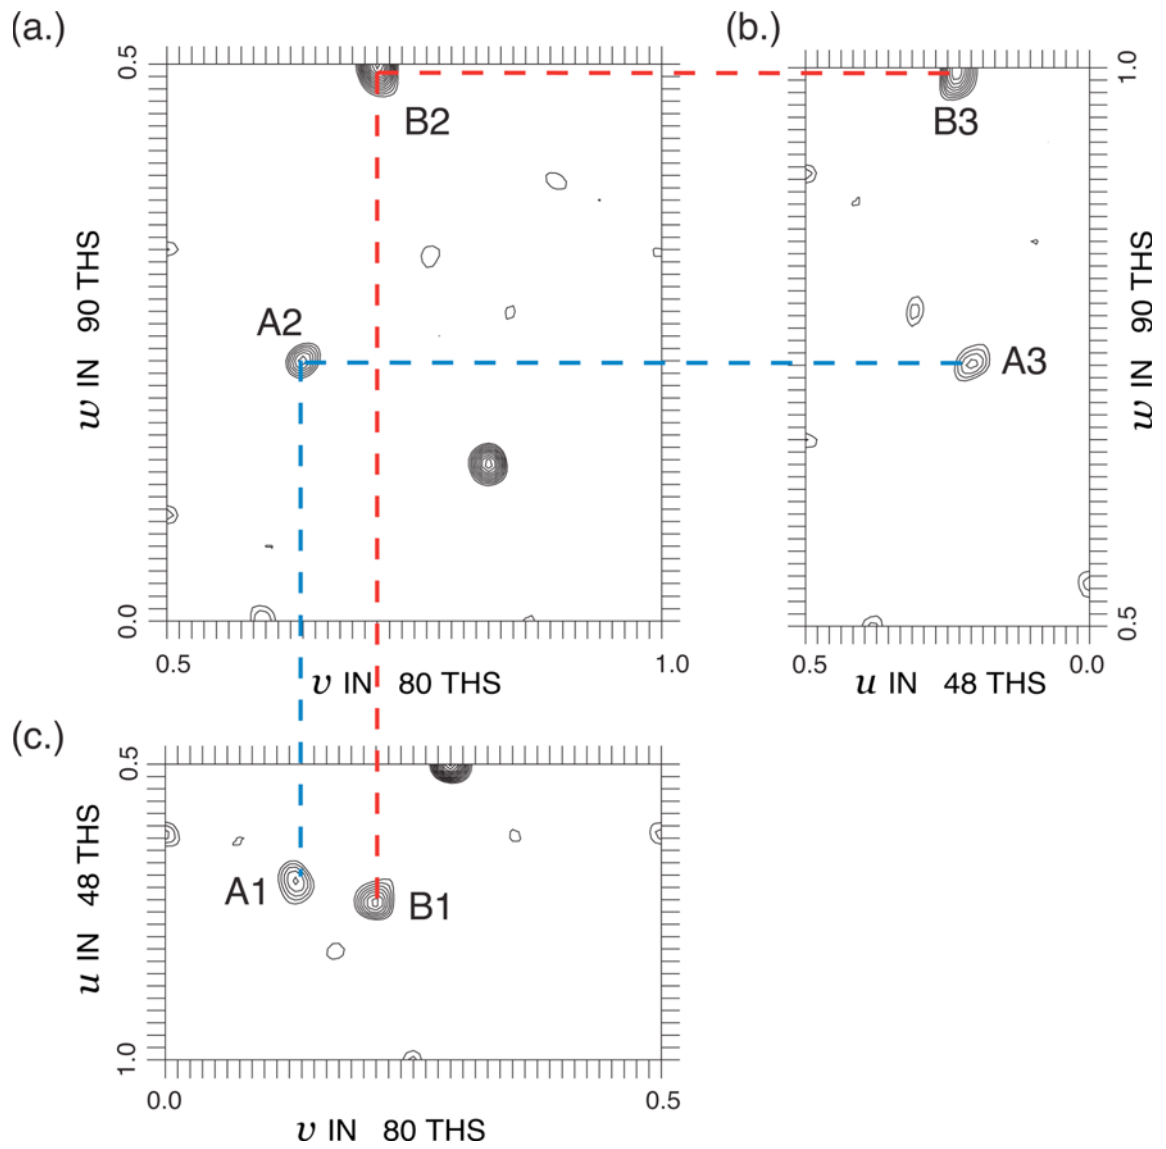 (a.)
(b.)
0.5
1.0
B2
B3
w IN 90 THS
w IN 90 THS
A2
A3
0.0
0.5
0.5
1.0
0.5
0.0
v IN 80 THS
u IN 48 THS
(c.)
0.5
u IN 48 THS
A1
B1
1.0
0.0
0.5
v IN 80 THS